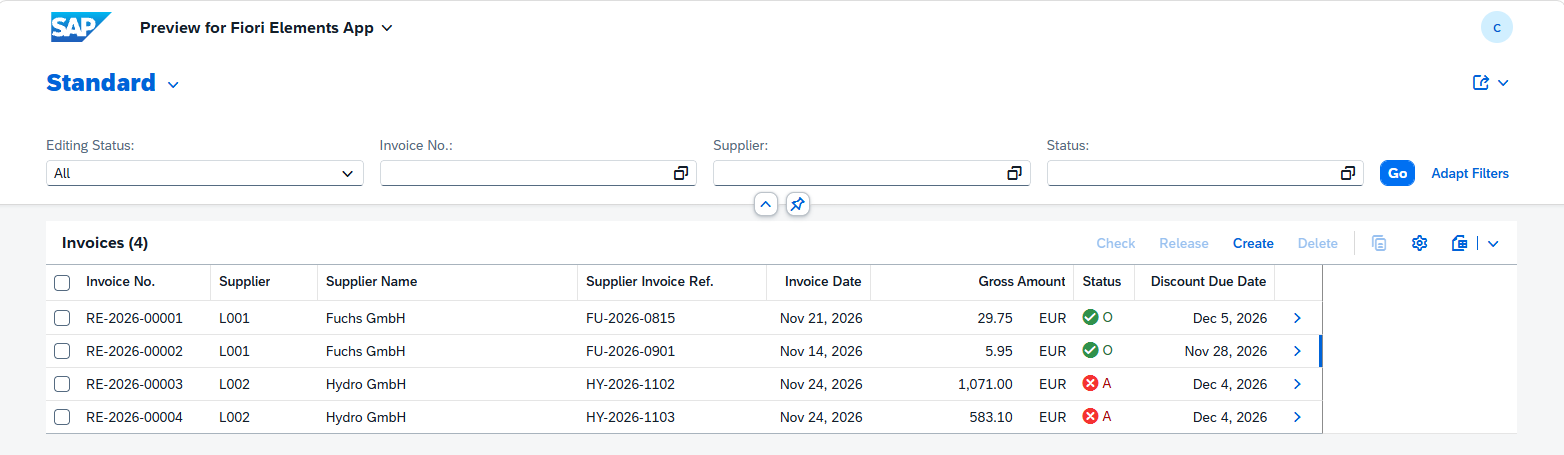 SAP Preview for Fiori Elements App C
Standard
Editing Status: Invoice No.: Supplier: Status:
All Go Adapt Filters
Invoices (4) Check Release Create Delete
Invoice No. Supplier Supplier Name Supplier Invoice Ref. Invoice Date Gross Amount Status Discount Due Date
RE-2026-00001 L001 Fuchs GmbH FU-2026-0815 Nov 21, 2026 29.75 EUR O Dec 5, 2026
RE-2026-00002 L001 Fuchs GmbH FU-2026-0901 Nov 14, 2026 5.95 EUR O Nov 28, 2026
RE-2026-00003 L002 Hydro GmbH HY-2026-1102 Nov 24, 2026 1,071.00 EUR A Dec 4, 2026
RE-2026-00004 L002 Hydro GmbH HY-2026-1103 Nov 24, 2026 583.10 EUR A Dec 4, 2026